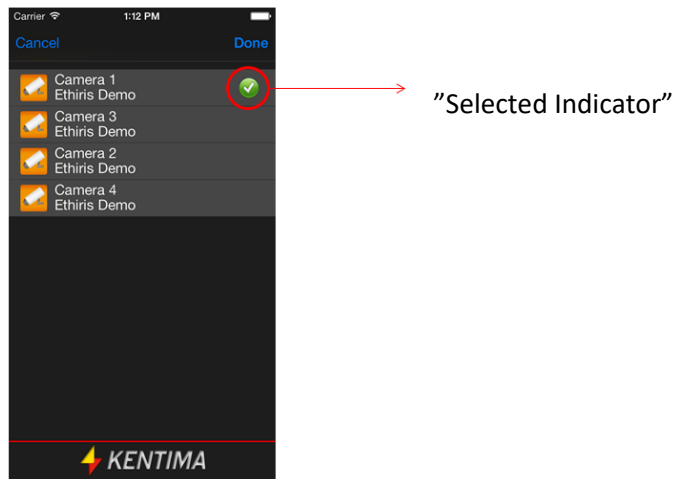 Carrier 1:12 PM
Cancel Done
Camera 1
Ethiris Demo
”Selected Indicator”
Camera 3
Ethiris Demo
Camera 2
Ethiris Demo
Camera 4
Ethiris Demo
KENTIMA